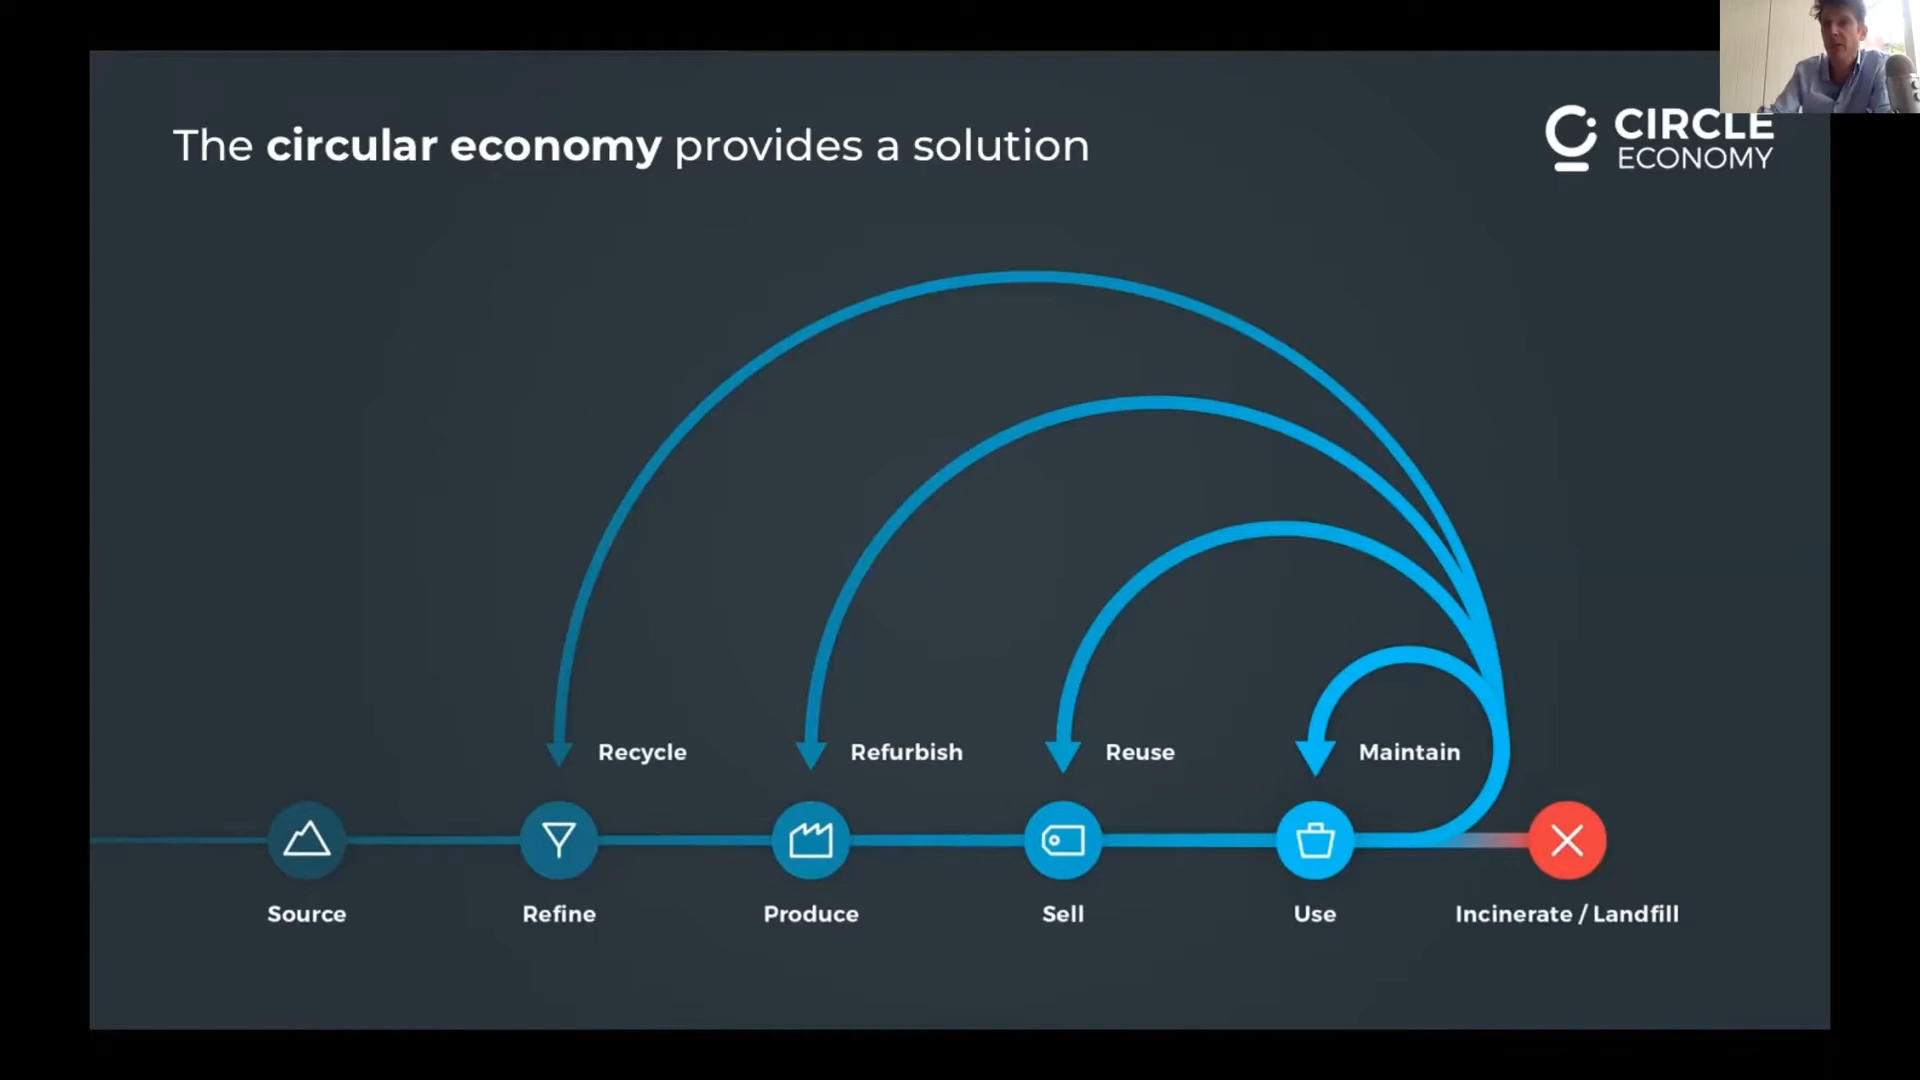 The circular economy provides a solution
CIRCLE
ECONOMY
Recycle
Refurbish
Reuse
Maintain
Source
Refine
Produce
Sell
Use
Incinerate / Landfill